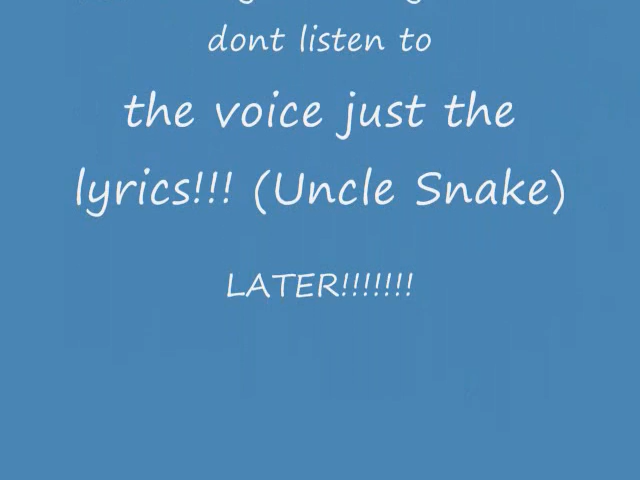 dont listen to
the voice just the
lyrics!!! (Uncle Snake)
LATER!!!!!!!